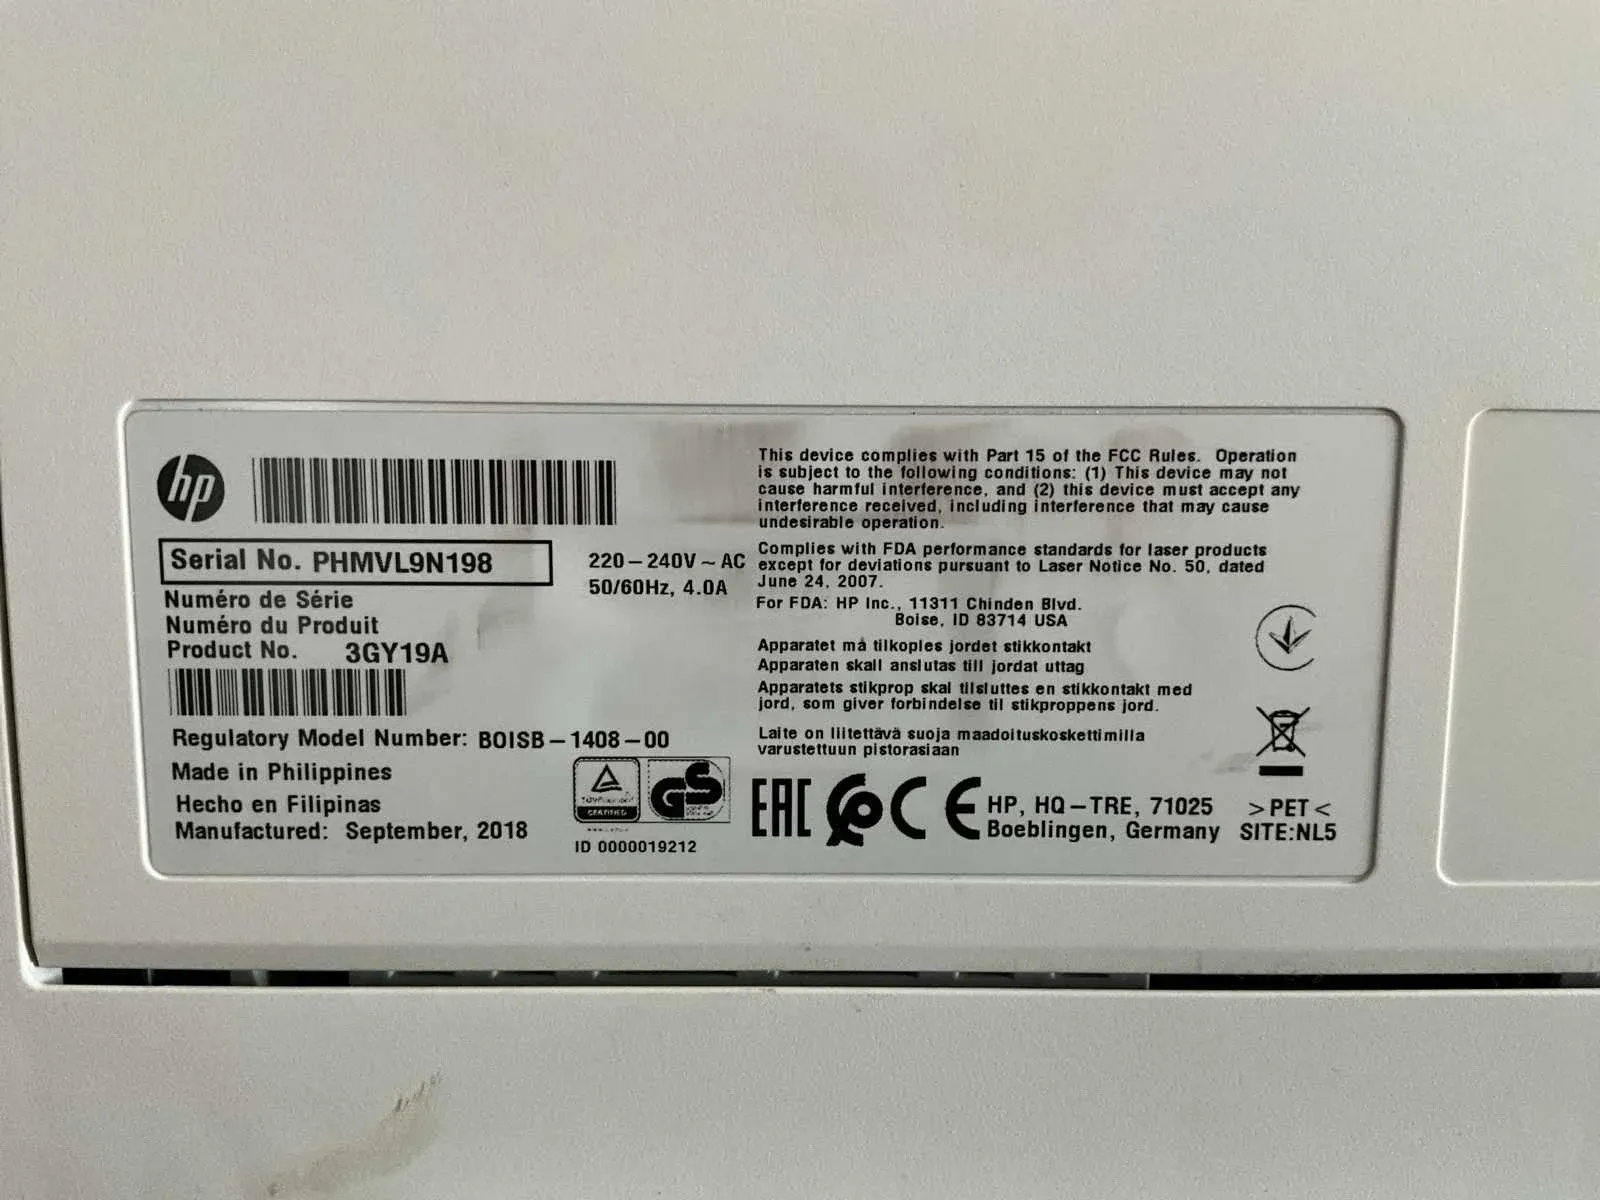 hp
Serial No. PHMVL9N198
Numéro de Série
Numéro du Produit
Product No. 3GY19A
220-240V ~ AC
50/60Hz, 4.0A
Regulatory Model Number: BOISB-1408-00
Made in Philippines
Hecho en Filipinas
Manufactured: September, 2018
CERTIFIED
GS
ID 0000019212
This device complies with Part 15 of the FCC Rules. Operation
is subject to the following conditions: (1) This device may not
cause harmful interference, and (2) this device must accept any
interference received, including interference that may cause
undesirable operation.
Complies with FDA performance standards for laser products
except for deviations pursuant to Laser Notice No. 50, dated
June 24, 2007.
For FDA: HP Inc., 11311 Chinden Blvd.
Boise, ID 83714 USA
Apparatet må tilkoples jordet stikkontakt
Apparaten skall anslutas till jordat uttag
Apparatets stikprop skal tilsluttes en stikkontakt med
jord, som giver forbindelse til stikproppens jord.
Laite on liitettävä suoja maadoituskoskettimilla
varustettuun pistorasiaan
EAC CE
HP, HQ-TRE, 71025
Boeblingen, Germany
>PET<
SITE:NL5